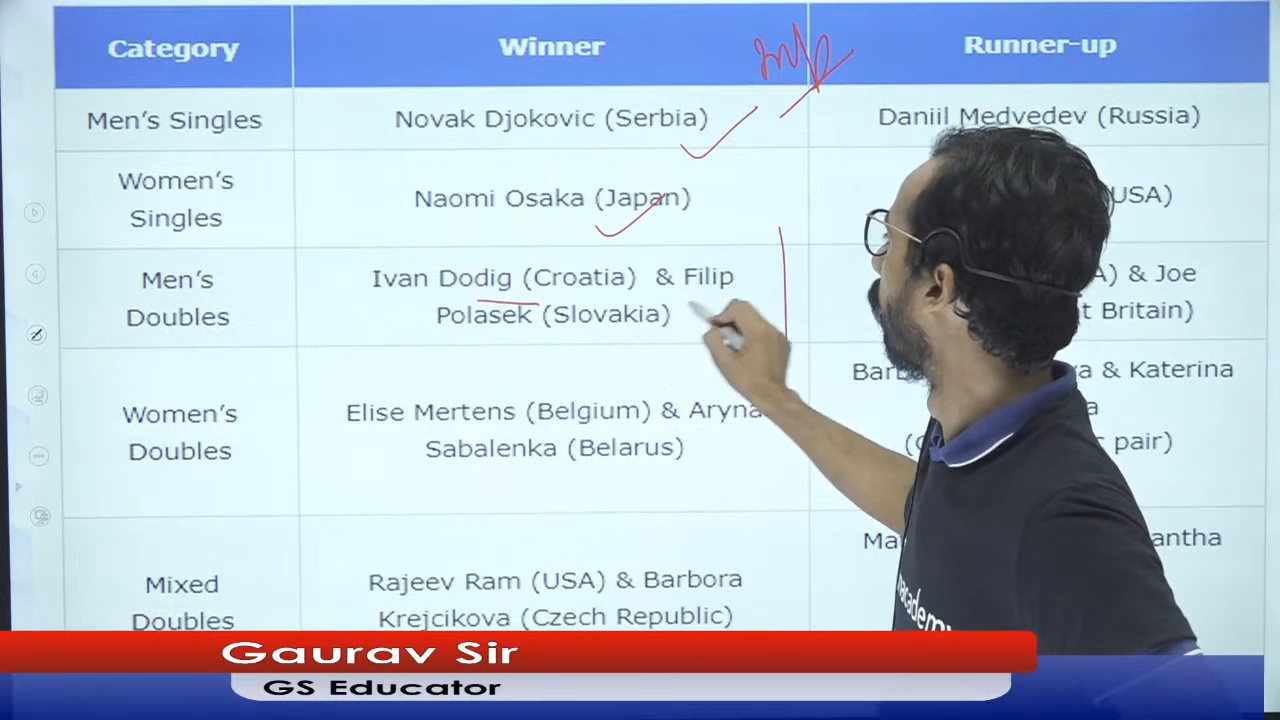 Category Winner Runner-up
imp
Men's Singles Novak Djokovic (Serbia) Daniil Medvedev (Russia)
Women's
Singles
Naomi Osaka (Japan)
USA)
Men's
Doubles
Ivan Dodig (Croatia) & Filip
Polasek (Slovakia)
) & Joe
t Britain)
Women's
Doubles
Elise Mertens (Belgium) & Aryna
Sabalenka (Belarus)
& Katerina
pair)
Mixed
Doubles
Rajeev Ram (USA) & Barbora
Krejcikova (Czech Republic)
Gaurav Sir
GS Educator